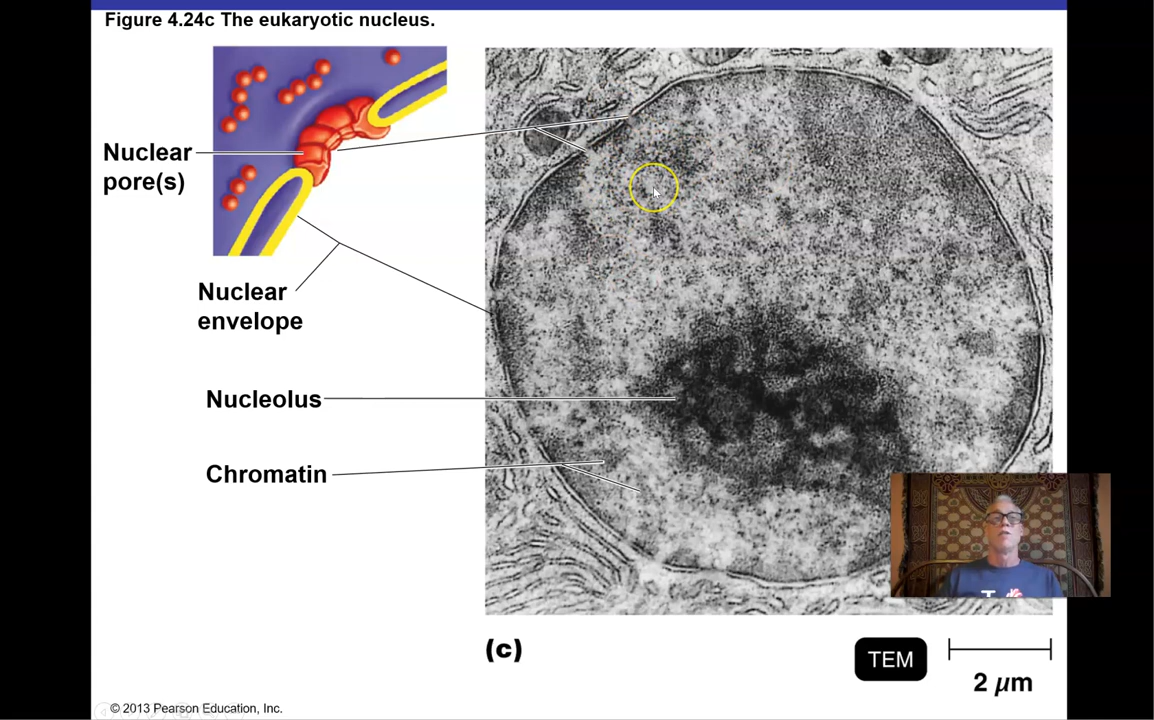 Figure 4.24c The eukaryotic nucleus.
Nuclear
pore(s)
Nuclear
envelope
Nucleolus
Chromatin
(c)
TEM
2 µm
© 2013 Pearson Education, Inc.